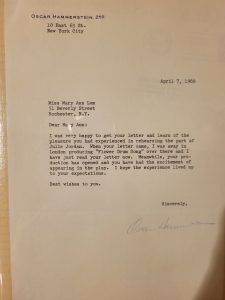 OSCAR HAMMERSTEIN, 2ND
10 East 63 St.
New York City
April 7, 1960
Miss Mary Ann Lem
51 Beverly Street
Rochester, N.Y.
Dear Mary Ann:
I was very happy to get your letter and learn of the
pleasure you had experienced in rehearsing the part of
Julie Jordan. When your letter came, I was away in
London producing "Flower Drum Song" over there and I
have just read your letter now. Meanwhile, your pro-
duction has opened and you have had the excitement of
appearing in the play. I hope the experience lived up
to your expectations.
Best wishes to you.
Sincerely,